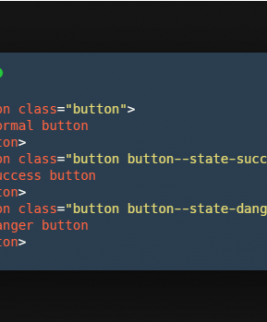 on class="button">
ormal button
ton>
on class="button button--state-succ
uccess button
ton>
on class="button button--state-dang
anger button
ton>